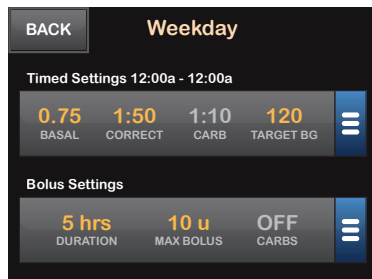 BACK
Weekday
Timed Settings 12:00a - 12:00a
0.75 1:50 1:10 120
BASAL CORRECT CARB TARGET BG
Bolus Settings
5 hrs 10 u OFF
DURATION MAX BOLUS CARBS